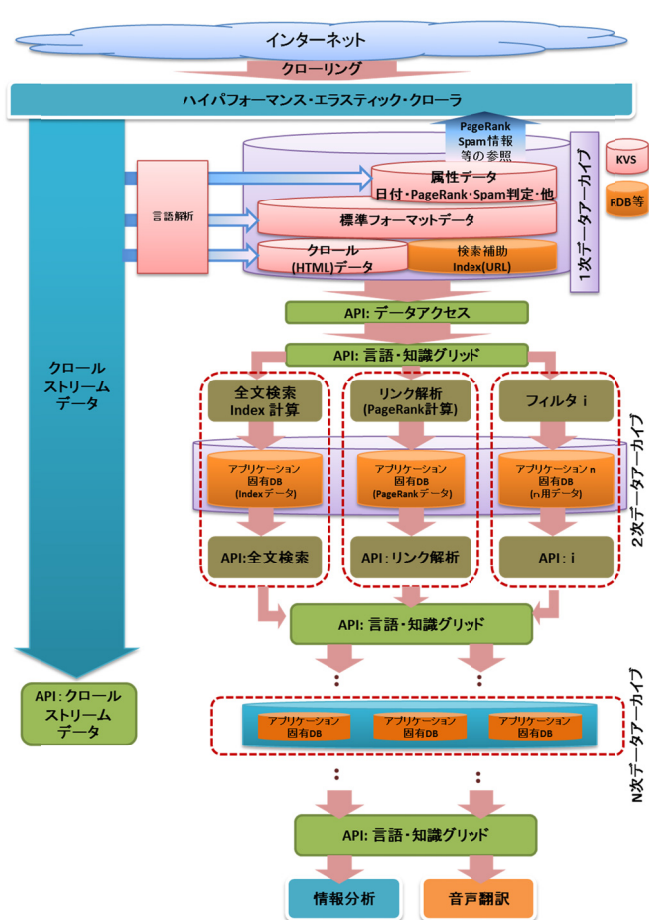 インターネット
クローリング
ハイパフォーマンス・エラスティック・クローラ
PageRank
Spam情報
等の参照
KVS
RDB等
1次データアーカイブ
属性データ
日付・PageRank・Spam判定・他
言語解析
標準フォーマットデータ
クロール
(HTML)データ
検索補助
Index(URL)
API: データアクセス
API: 言語・知識グリッド
クロール
ストリーム
データ
全文検索
Index 計算
リンク解析
(PageRank計算)
フィルタ i
アプリケーション
固有DB
(Indexデータ)
アプリケーション
固有DB
(PageRankデータ)
アプリケーション n
固有DB
(n用データ)
2次データアーカイブ
API:全文検索
API: リンク解析
API: i
API: 言語・知識グリッド
API: クロール
ストリーム
データ
アプリケーション
固有DB
アプリケーション
固有DB
アプリケーション
固有DB
N次データアーカイブ
API: 言語・知識グリッド
情報分析
音声翻訳